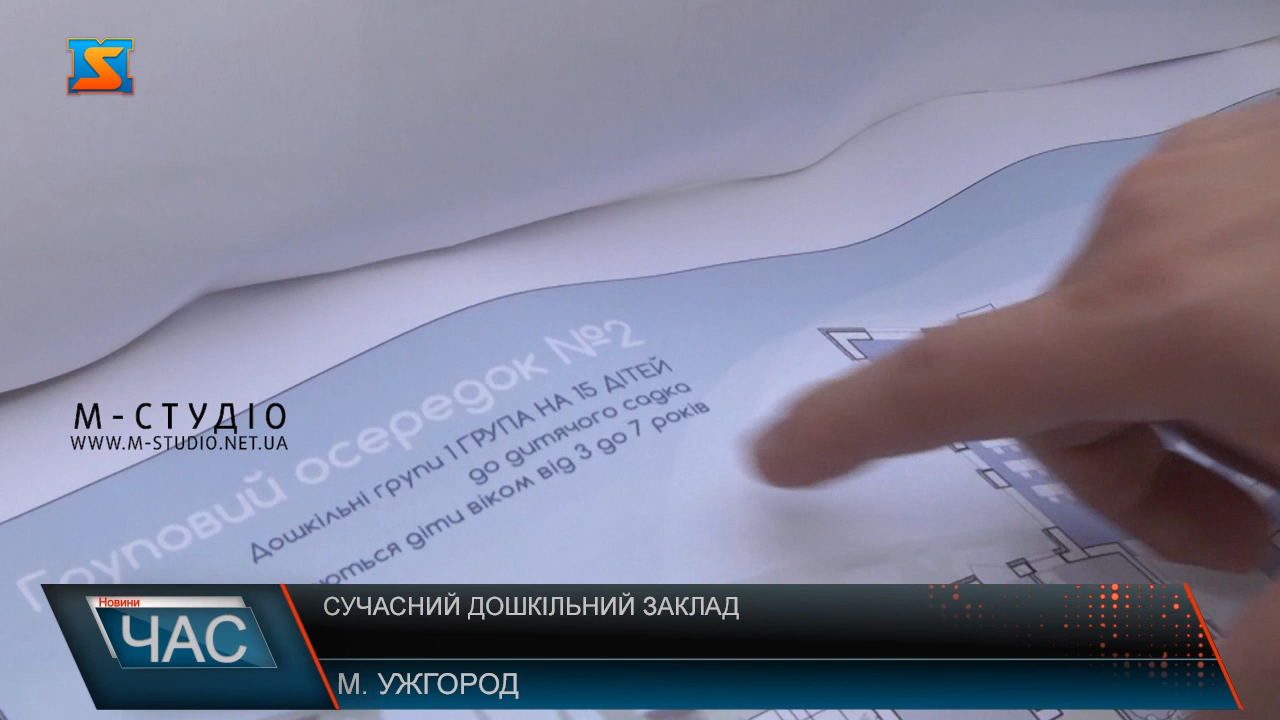 М-СТУДІО
WWW.M-STUDIO.NET.UA
Груповий осередок №2
Дошкільні групи 1 ГРУПА НА 15 ДІТЕЙ
до дитячого садка
діти віком від 3 до 7 років
Новини
ЧАС
СУЧАСНИЙ ДОШКІЛЬНИЙ ЗАКЛАД
М. УЖГОРОД